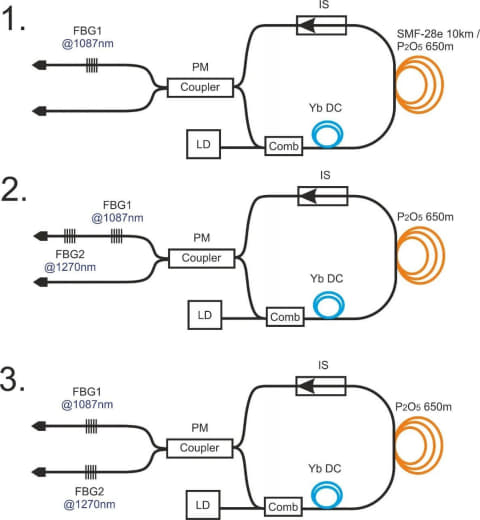 1.
IS
FBG1
@1087nm
SMF-28e 10km /
P2O5 650m
PM
Coupler
Yb DC
LD
Comb
2.
IS
FBG1
@1087nm
P2O5 650m
PM
Coupler
FBG2
@1270nm
Yb DC
LD
Comb
3.
IS
FBG1
@1087nm
P2O5 650m
PM
Coupler
Yb DC
FBG2
@1270nm
LD
Comb